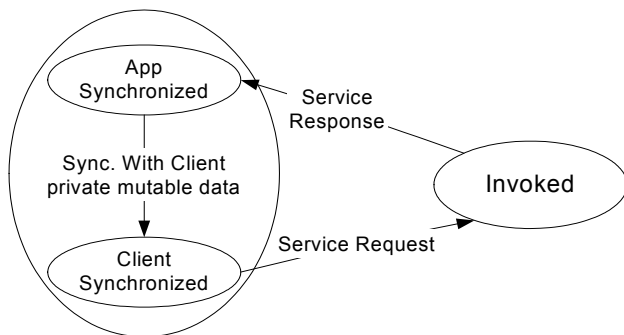 App
Synchronized
Service
Response
Sync. With Client
private mutable data
Invoked
Service Request
Client
Synchronized